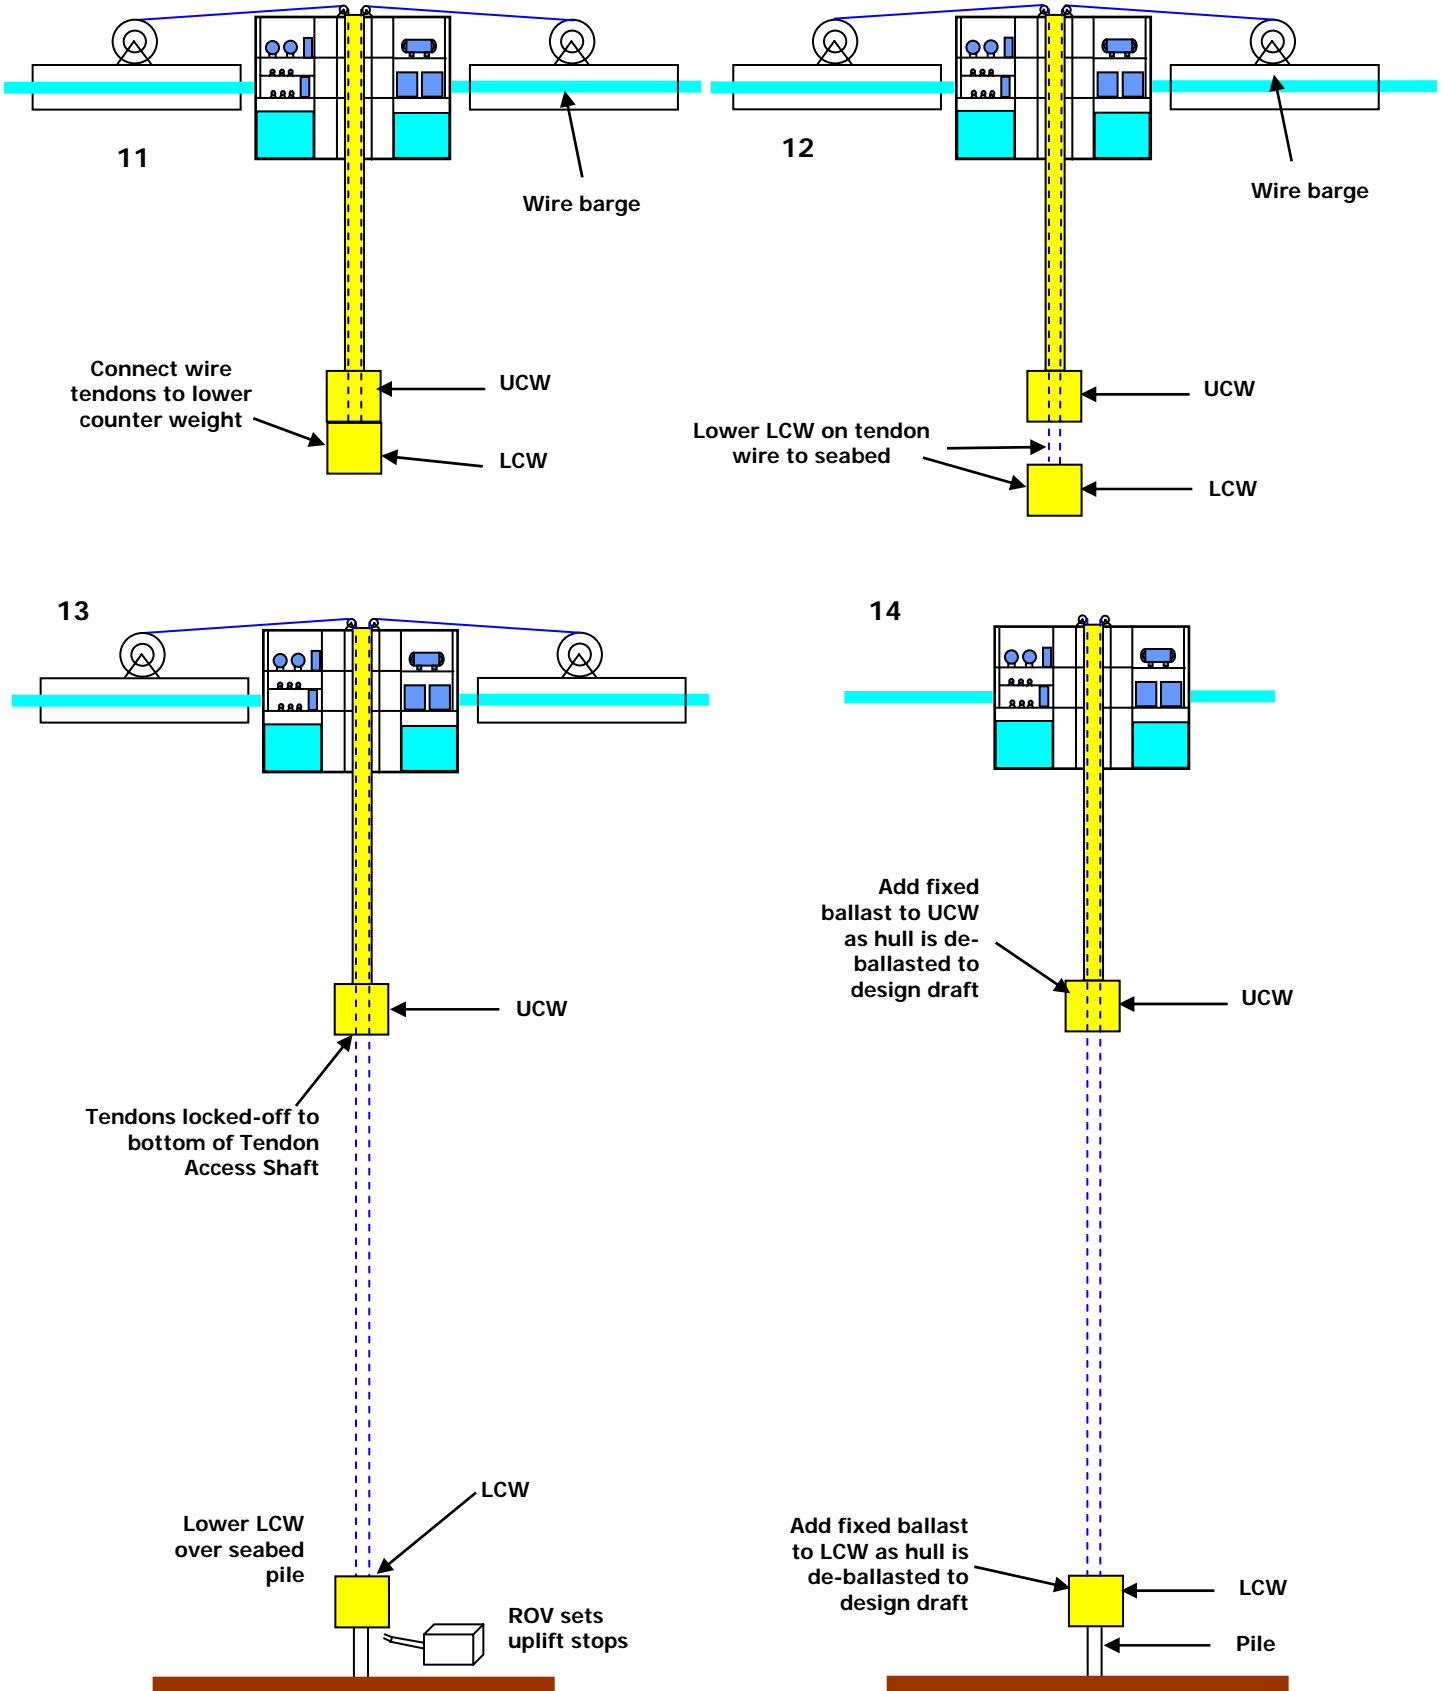 11
Wire barge
Connect wire
tendons to lower
counter weight
UCW
LCW
12
Wire barge
UCW
Lower LCW on tendon
wire to seabed
LCW
13
UCW
Tendons locked-off to
bottom of Tendon
Access Shaft
LCW
Lower LCW
over seabed
pile
ROV sets
uplift stops
14
Add fixed
ballast to UCW
as hull is de-
ballasted to
design draft
UCW
Add fixed ballast
to LCW as hull is
de-ballasted to
design draft
LCW
Pile